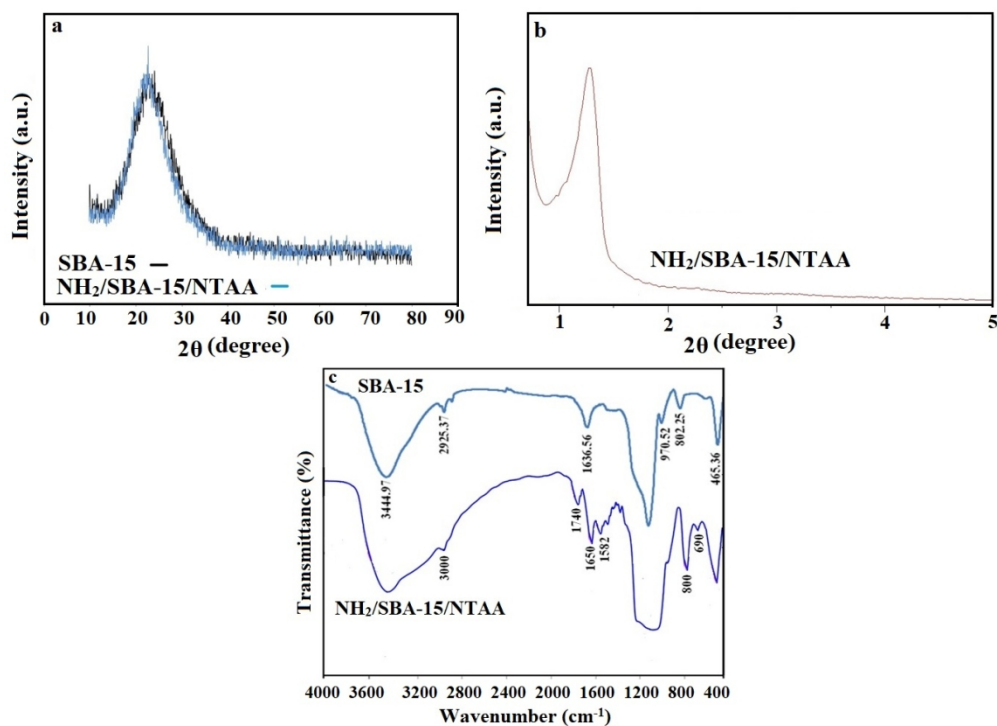 a
Intensity (a.u.)
SBA-15
NH₂/SBA-15/NTAA
0 10 20 30 40 50 60 70 80 90
2θ (degree)
b
Intensity (a.u.)
NH₂/SBA-15/NTAA
1 2 3 4 5
2θ (degree)
c
SBA-15
Transmittance (%)
3444.97
2925.37
1636.56
970.52
802.25
465.36
3000
1740
1650
1582
800
690
NH₂/SBA-15/NTAA
4000 3600 3200 2800 2400 2000 1600 1200 800 400
Wavenumber (cm⁻¹)